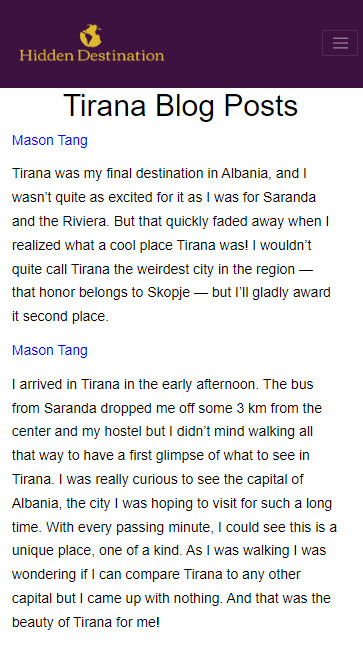 Hidden Destination
Tirana Blog Posts
Mason Tang
Tirana was my final destination in Albania, and I
wasn’t quite as excited for it as I was for Saranda
and the Riviera. But that quickly faded away when I
realized what a cool place Tirana was! I wouldn’t
quite call Tirana the weirdest city in the region —
that honor belongs to Skopje — but I’ll gladly award
it second place.
Mason Tang
I arrived in Tirana in the early afternoon. The bus
from Saranda dropped me off some 3 km from the
center and my hostel but I didn’t mind walking all
that way to have a first glimpse of what to see in
Tirana. I was really curious to see the capital of
Albania, the city I was hoping to visit for such a long
time. With every passing minute, I could see this is a
unique place, one of a kind. As I was walking I was
wondering if I can compare Tirana to any other
capital but I came up with nothing. And that was the
beauty of Tirana for me!